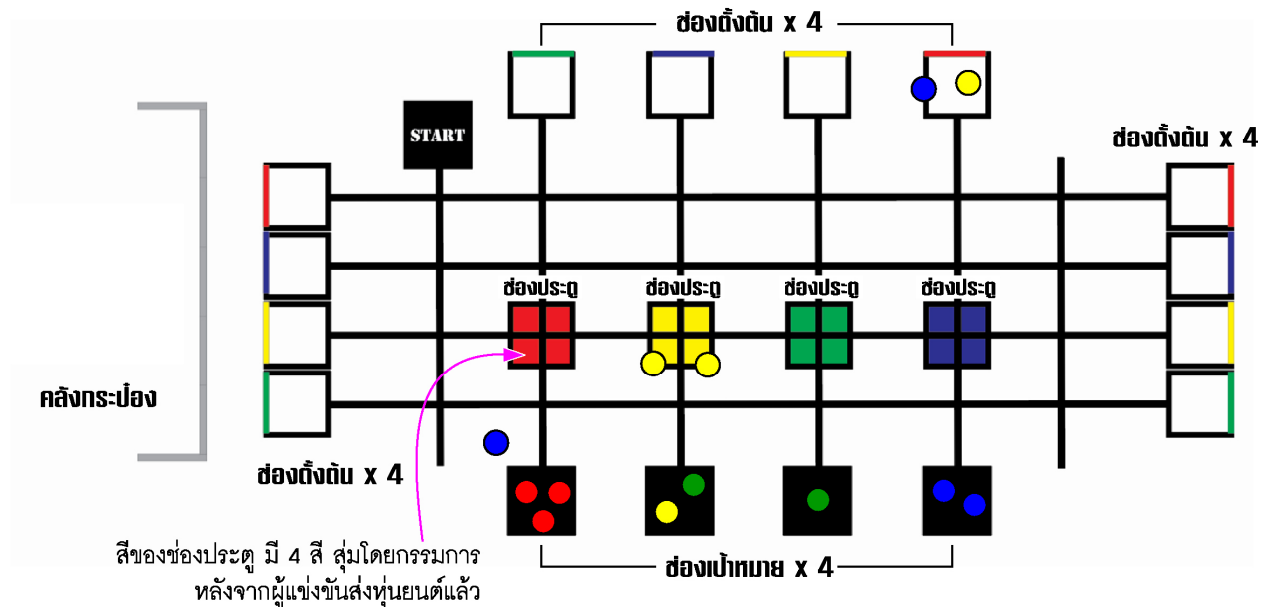 ช่องตั้งต้น x 4
START
ช่องตั้งต้น x 4
ช่องประตู
ช่องประตู
ช่องประตู
ช่องประตู
คลังกระป๋อง
ช่องตั้งต้น x 4
สีของช่องประตู มี 4 สี สุ่มโดยกรรมการ
หลังจากผู้แข่งขันส่งหุ่นยนต์แล้ว
ช่องเป้าหมาย x 4